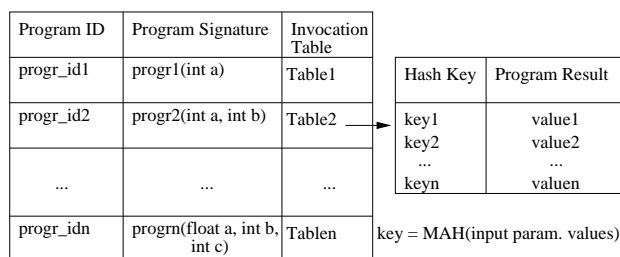 Program ID Program Signature Invocation Table
progr_id1 progr1(int a) Table1
progr_id2 progr2(int a, int b) Table2
... ... ...
progr_idn progrn(float a, int b, int c) Tablen
Hash Key Program Result
key1 value1
key2 value2
... ...
keyn valuen
key = MAH(input param. values)